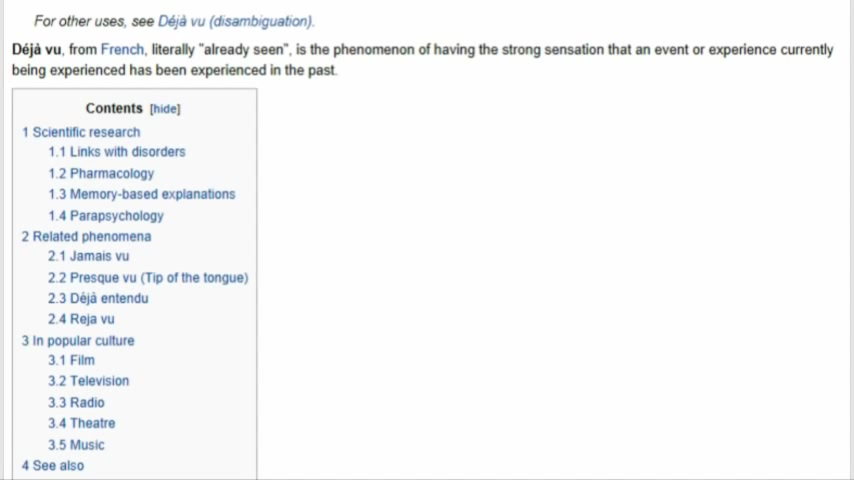 For other uses, see Déjà vu (disambiguation).
Déjà vu, from French, literally "already seen", is the phenomenon of having the strong sensation that an event or experience currently
being experienced has been experienced in the past.
Contents [hide]
1 Scientific research
1.1 Links with disorders
1.2 Pharmacology
1.3 Memory-based explanations
1.4 Parapsychology
2 Related phenomena
2.1 Jamais vu
2.2 Presque vu (Tip of the tongue)
2.3 Déjà entendu
2.4 Reja vu
3 In popular culture
3.1 Film
3.2 Television
3.3 Radio
3.4 Theatre
3.5 Music
4 See also